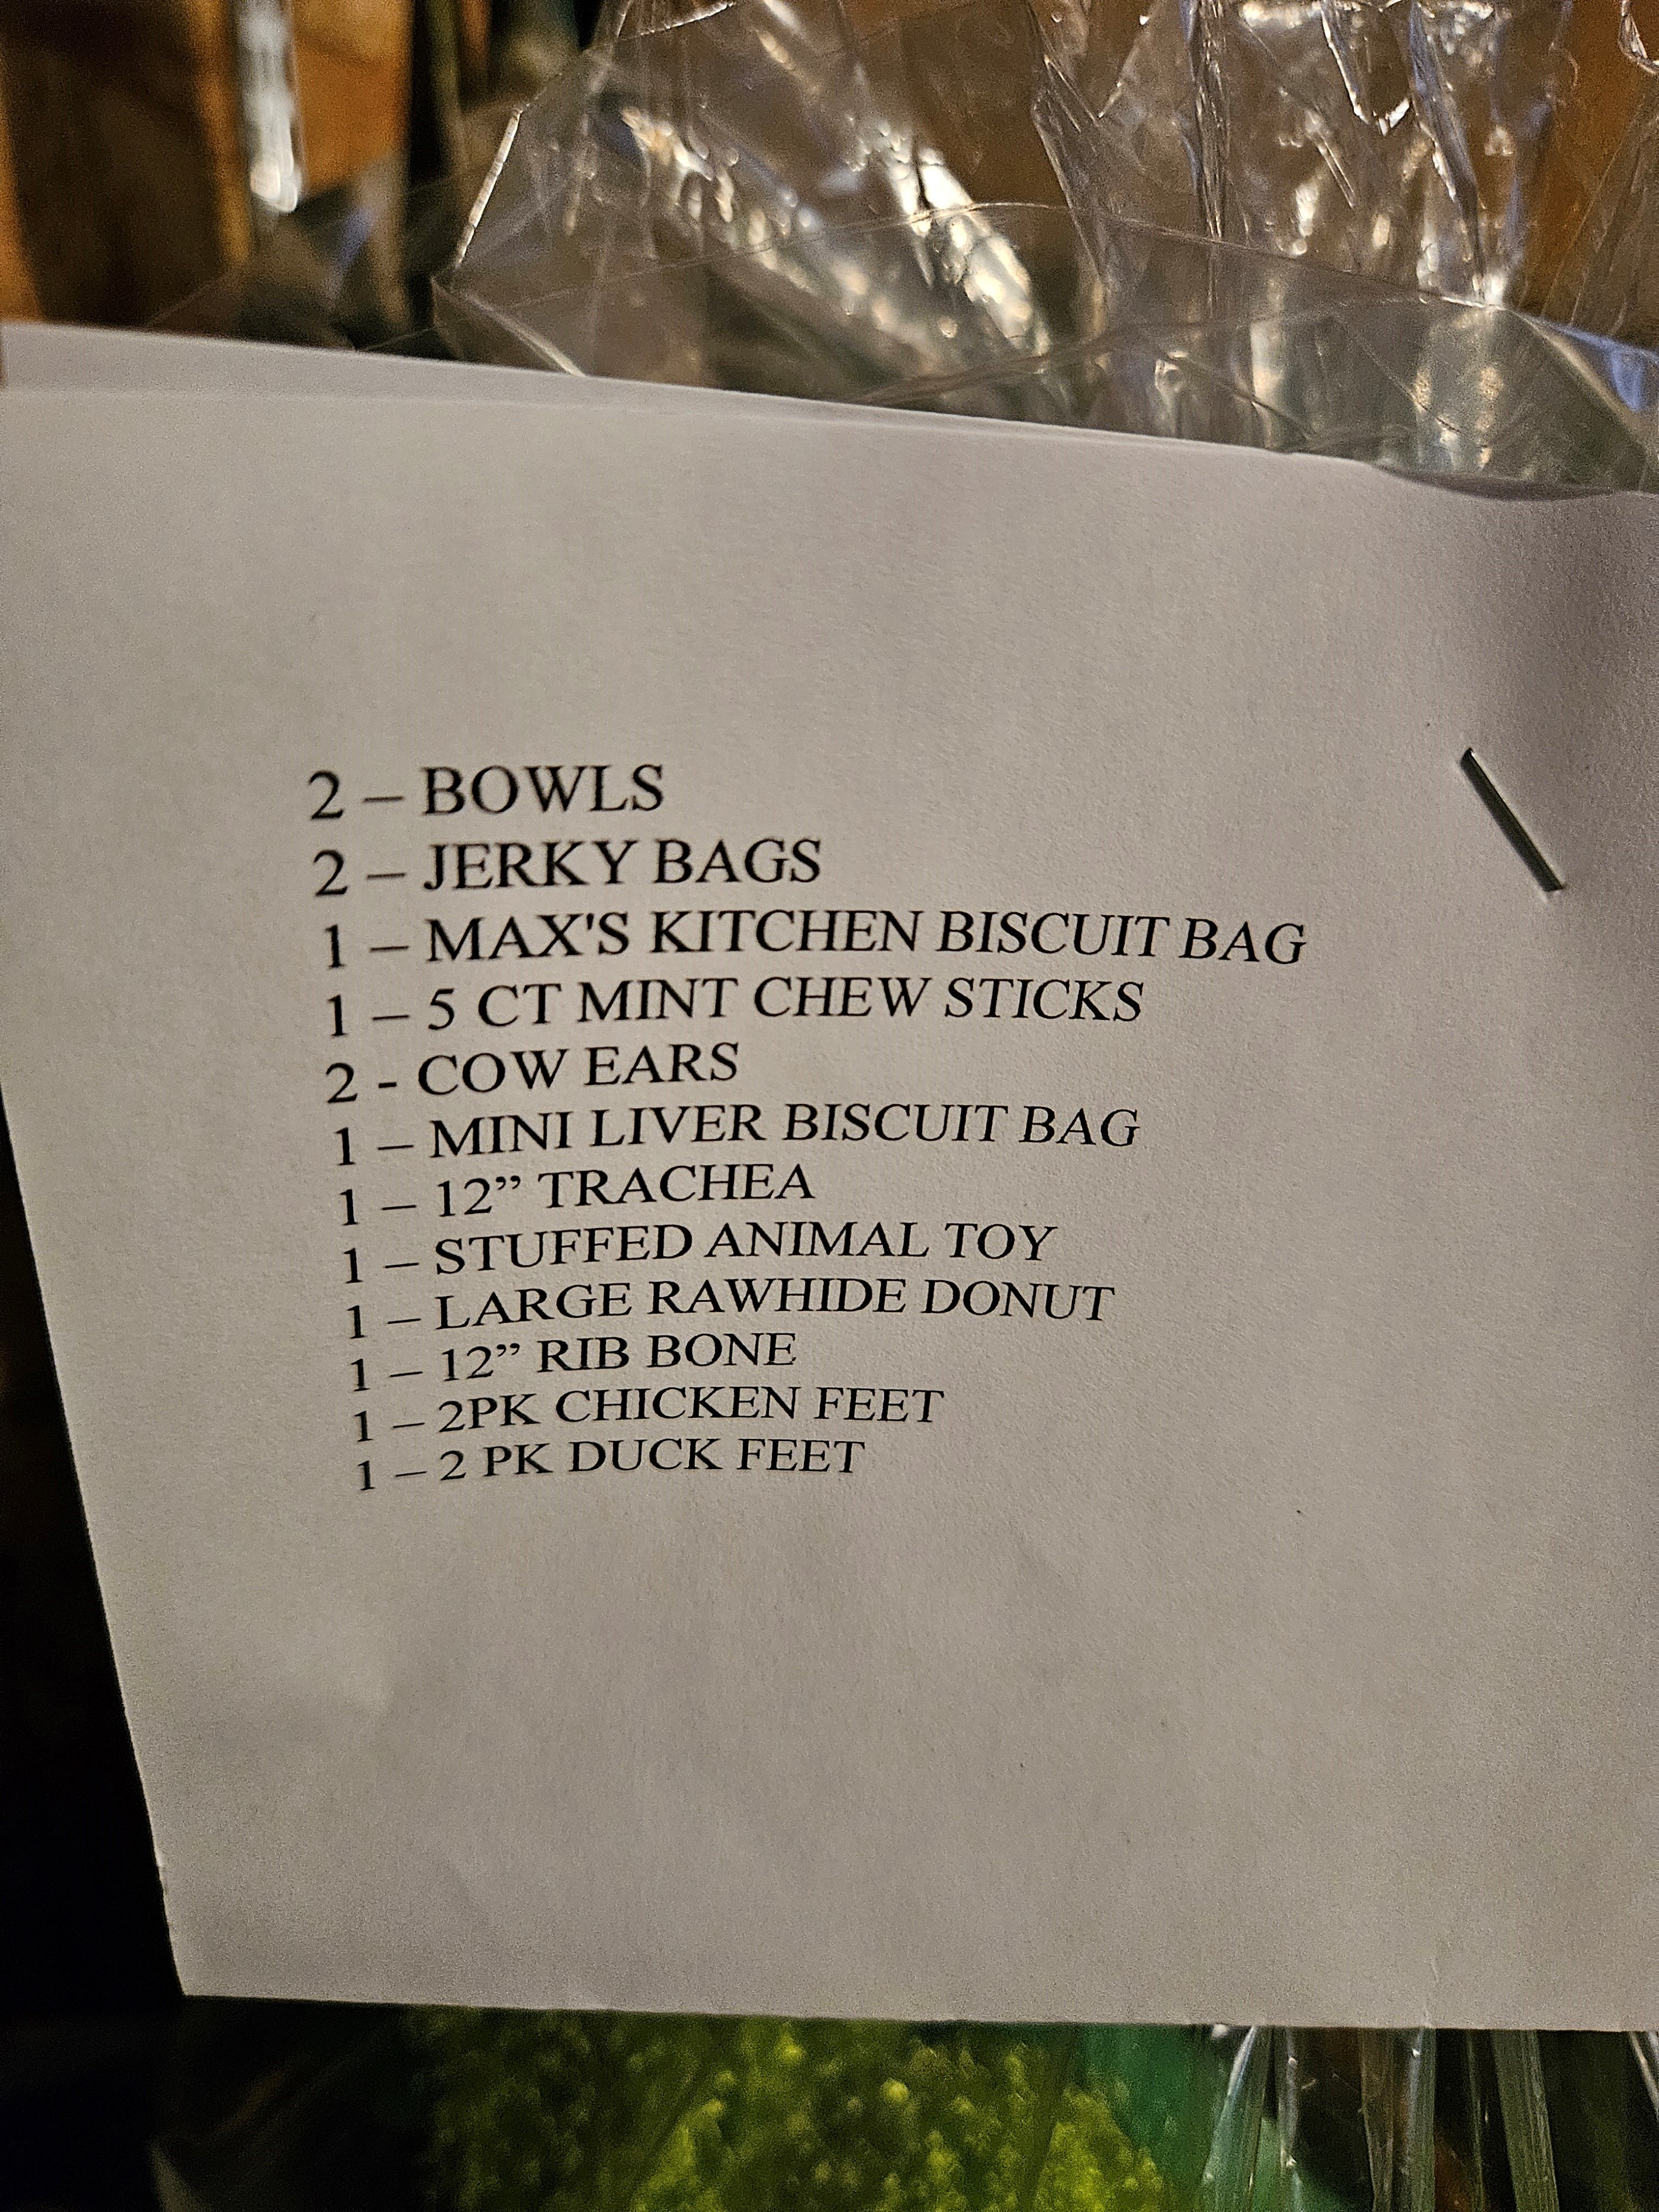 2 – BOWLS
2 – JERKY BAGS
1 – MAX'S KITCHEN BISCUIT BAG
1 – 5 CT MINT CHEW STICKS
2 - COW EARS
1 – MINI LIVER BISCUIT BAG
1 – 12” TRACHEA
1 – STUFFED ANIMAL TOY
1 – LARGE RAWHIDE DONUT
1 – 12” RIB BONE
1 – 2PK CHICKEN FEET
1 – 2 PK DUCK FEET